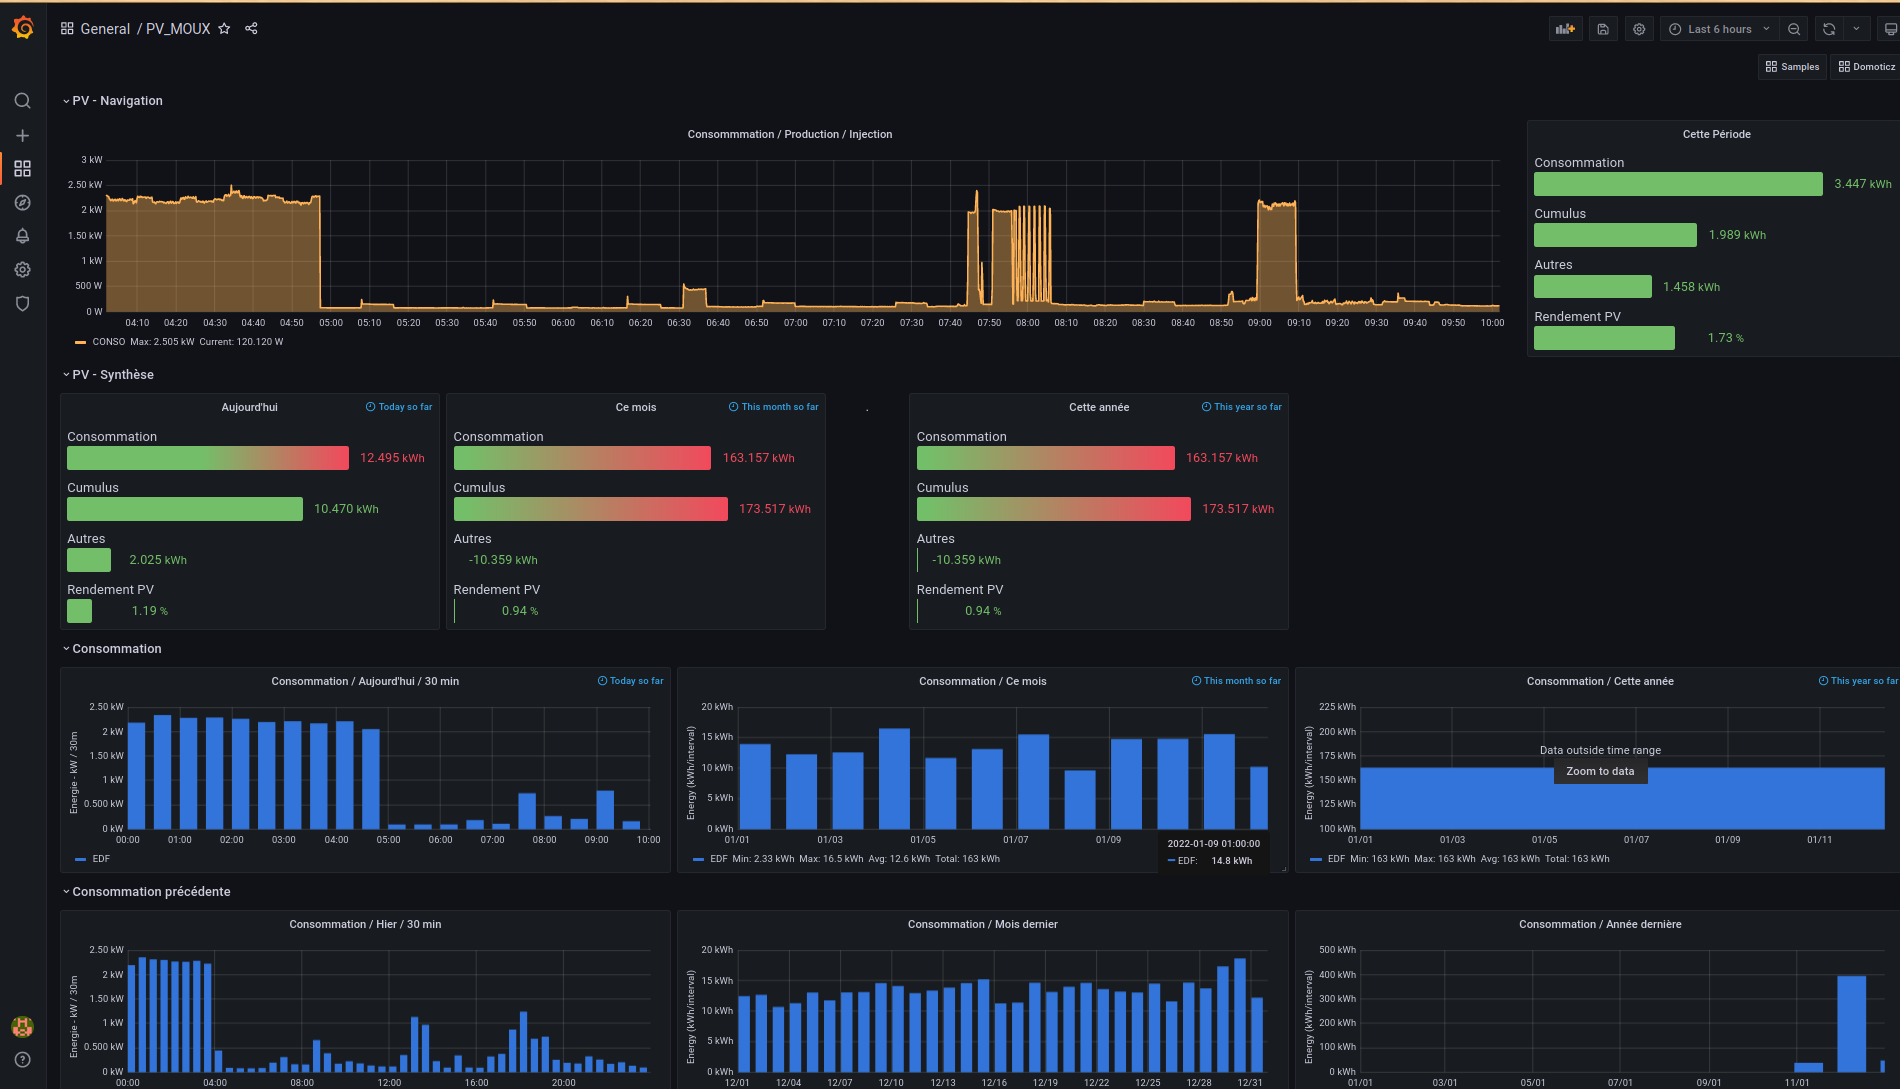 General / PV_MOUX
Last 6 hours
Samples
Domoticz
PV - Navigation
Consommmation / Production / Injection
3 kW
2.50 kW
2 kW
1.50 kW
1 kW
500 W
0 W
04:10 04:20 04:30 04:40 04:50 05:00 05:10 05:20 05:30 05:40 05:50 06:00 06:10 06:20 06:30 06:40 06:50 07:00 07:10 07:20 07:30 07:40 07:50 08:00 08:10 08:20 08:30 08:40 08:50 09:00 09:10 09:20 09:30 09:40 09:50 10:00
CONSO Max: 2.505 kW Current: 120.120 W
Cette Période
Consommation
3.447 kWh
Cumulus
1.989 kWh
Autres
1.458 kWh
Rendement PV
1.73 %
PV - Synthèse
Aujourd'hui
Today so far
Consommation
12.495 kWh
Cumulus
10.470 kWh
Autres
2.025 kWh
Rendement PV
1.19 %
Ce mois
This month so far
Consommation
163.157 kWh
Cumulus
173.517 kWh
Autres
-10.359 kWh
Rendement PV
0.94 %
.
Cette année
This year so far
Consommation
163.157 kWh
Cumulus
173.517 kWh
Autres
-10.359 kWh
Rendement PV
0.94 %
Consommation
Consommation / Aujourd'hui / 30 min
Today so far
Energie - kW / 30m
2.50 kW
2 kW
1.50 kW
1 kW
0.500 kW
0 kW
00:00 01:00 02:00 03:00 04:00 05:00 06:00 07:00 08:00 09:00 10:00
EDF
Consommation / Ce mois
This month so far
Energy (kWh/interval)
20 kWh
15 kWh
10 kWh
5 kWh
0 kWh
01/01 01/03 01/05 01/07 01/09
EDF Min: 2.33 kWh Max: 16.5 kWh Avg: 12.6 kWh Total: 163 kWh
2022-01-09 01:00:00
EDF: 14.8 kWh
Consommation / Cette année
This year so far
Energy (kWh/interval)
225 kWh
200 kWh
175 kWh
150 kWh
125 kWh
100 kWh
Data outside time range
Zoom to data
01/01 01/03 01/05 01/07 01/09 01/11
EDF Min: 163 kWh Max: 163 kWh Avg: 163 kWh Total: 163 kWh
Consommation précédente
Consommation / Hier / 30 min
Energie - kW / 30m
2.50 kW
2 kW
1.50 kW
1 kW
0.500 kW
0 kW
00:00 04:00 08:00 12:00 16:00 20:00
Consommation / Mois dernier
Energy (kWh/interval)
20 kWh
15 kWh
10 kWh
5 kWh
0 kWh
12/01 12/04 12/07 12/10 12/13 12/16 12/19 12/22 12/25 12/28 12/31
Consommation / Année dernière
Energy (kWh/interval)
500 kWh
400 kWh
300 kWh
200 kWh
100 kWh
0 kWh
01/01 03/01 05/01 07/01 09/01 11/01